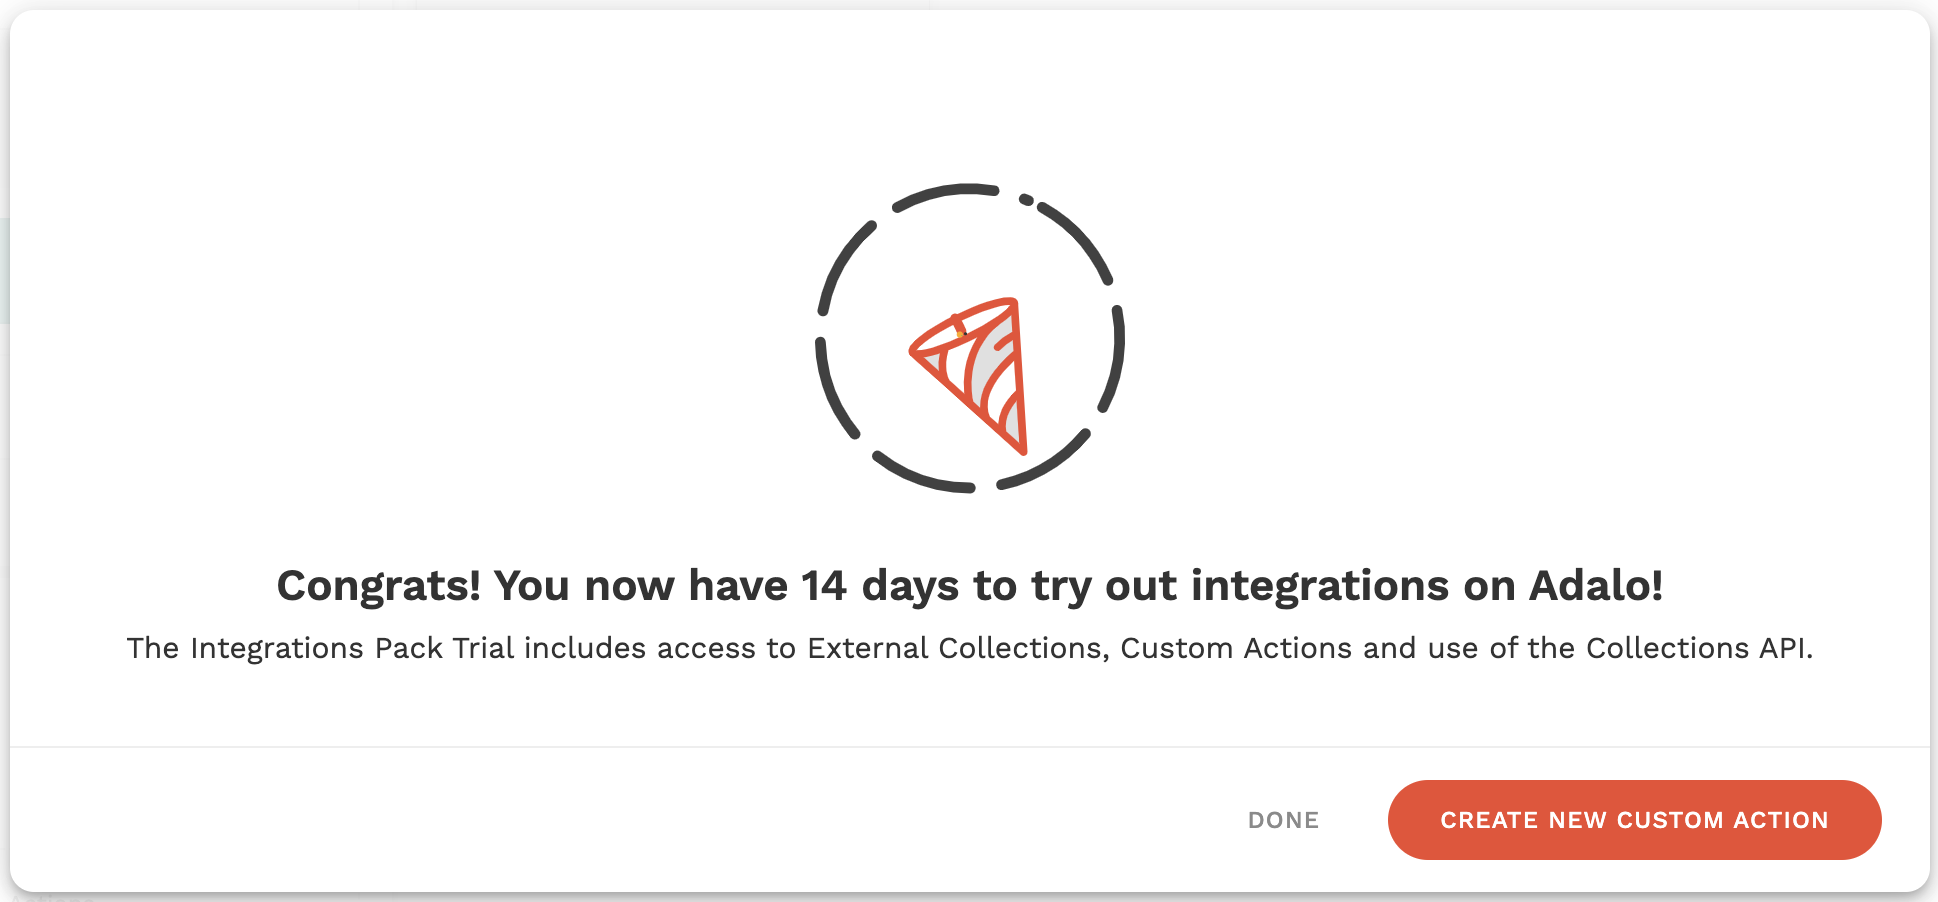 Congrats! You now have 14 days to try out integrations on Adalo!
The Integrations Pack Trial includes access to External Collections, Custom Actions and use of the Collections API.
DONE
CREATE NEW CUSTOM ACTION